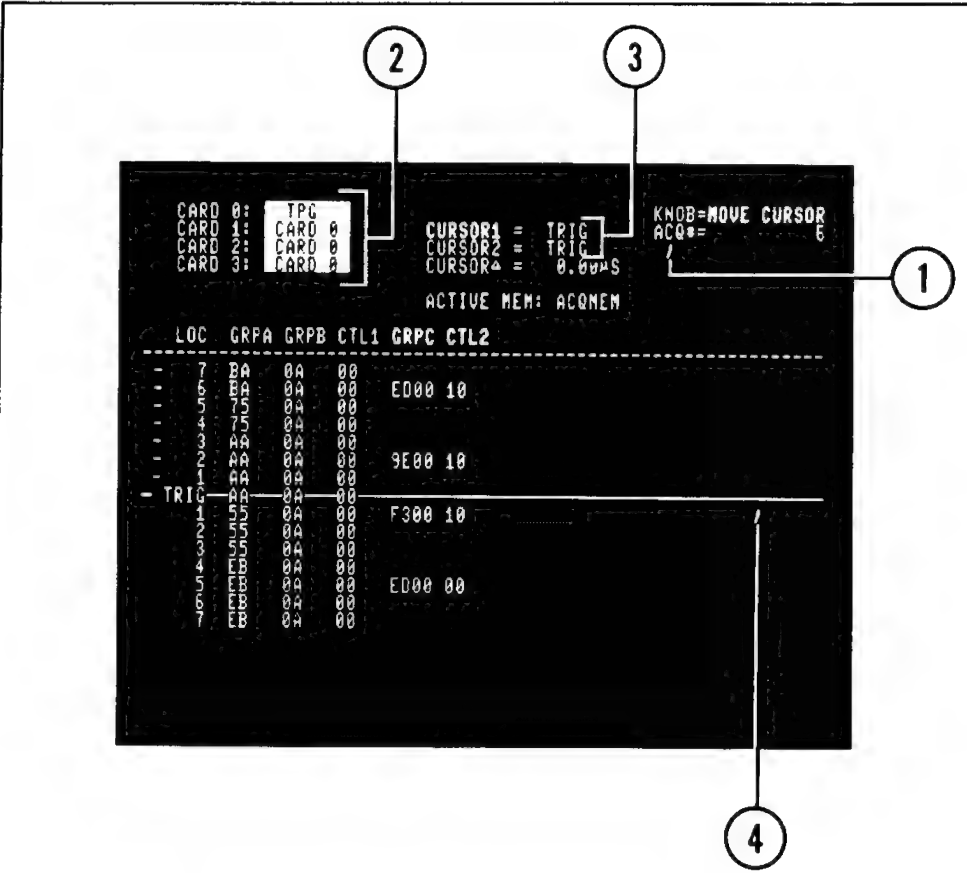 2
3
CARD 0: TPG
CARD 1: CARD 0
CARD 2: CARD 0
CARD 3: CARD 0
CURSOR1 = TRIG
CURSOR2 = TRIG
CURSOR△ = 0.00µS
ACTIVE MEM: ACQMEM
KNOB=MOVE CURSOR
ACQ#= 6
1
LOC GRPA GRPB CTL1 GRPC CTL2
- 7 BA 0A 00
- 6 BA 0A 00 ED00 10
- 5 75 0A 00
- 4 75 0A 00
- 3 AA 0A 00
- 2 AA 0A 00 9E00 10
- 1 AA 0A 00
- TRIG AA 0A 00
1 55 0A 00 F300 10
2 55 0A 00
3 55 0A 00
4 EB 0A 00
5 EB 0A 00 ED00 00
6 EB 0A 00
7 EB 0A 00
4